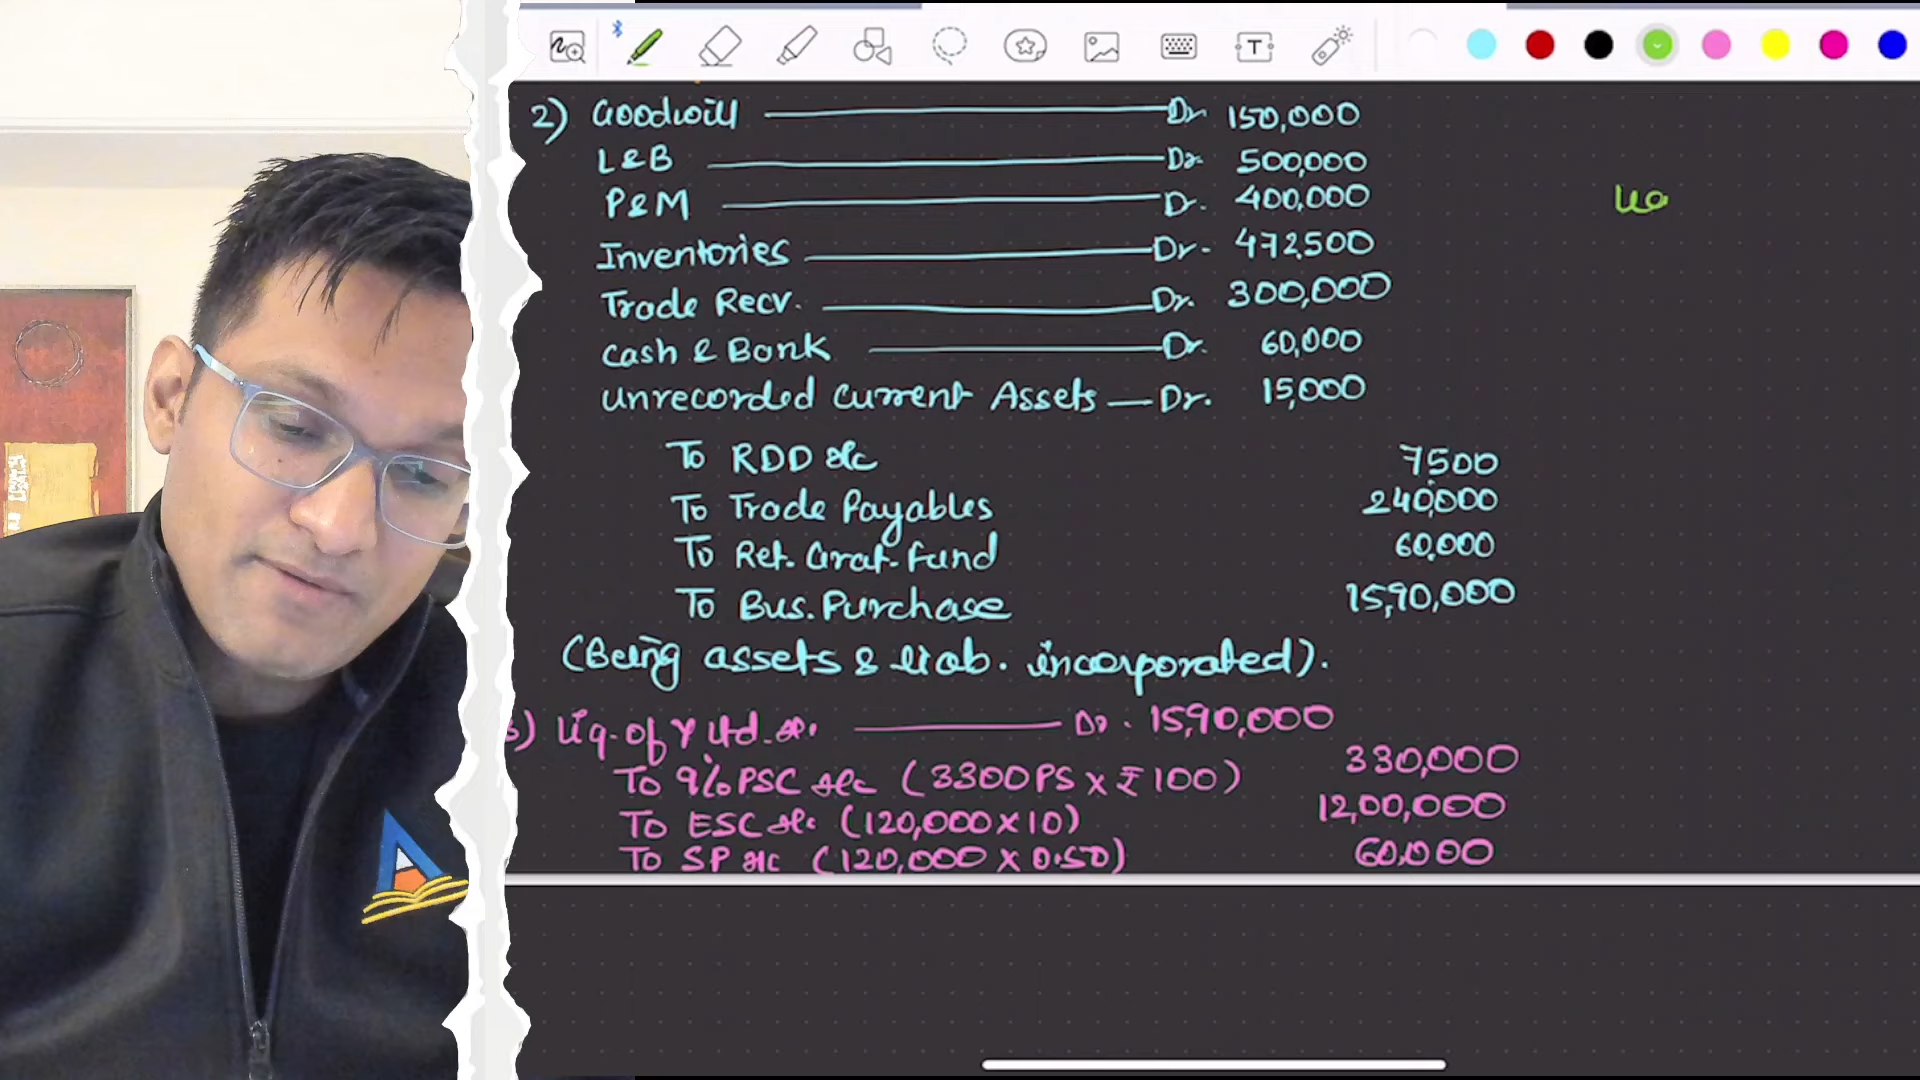 2) Goodwill Dr. 150,000
L&B Dr. 500,000
P&M Dr. 400,000
Inventories Dr. 472500
Trade Recv. Dr. 300,000
Cash & Bank Dr. 60,000
Unrecorded Current Assets Dr. 15,000
To RDD a/c 7500
To Trade Payables 240,000
To Ret. Grat. Fund 60,000
To Bus. Purchase 15,90,000
(Being assets & liab. incorporated).
3) Liq. of Y Ltd. a/c. Dr. 15,90,000
To 9% PSC a/c (3300 PS x ₹100) 330,000
To ESC a/c (120,000 x 10) 12,00,000
To SP a/c (120,000 x 0.50) 60,000
T